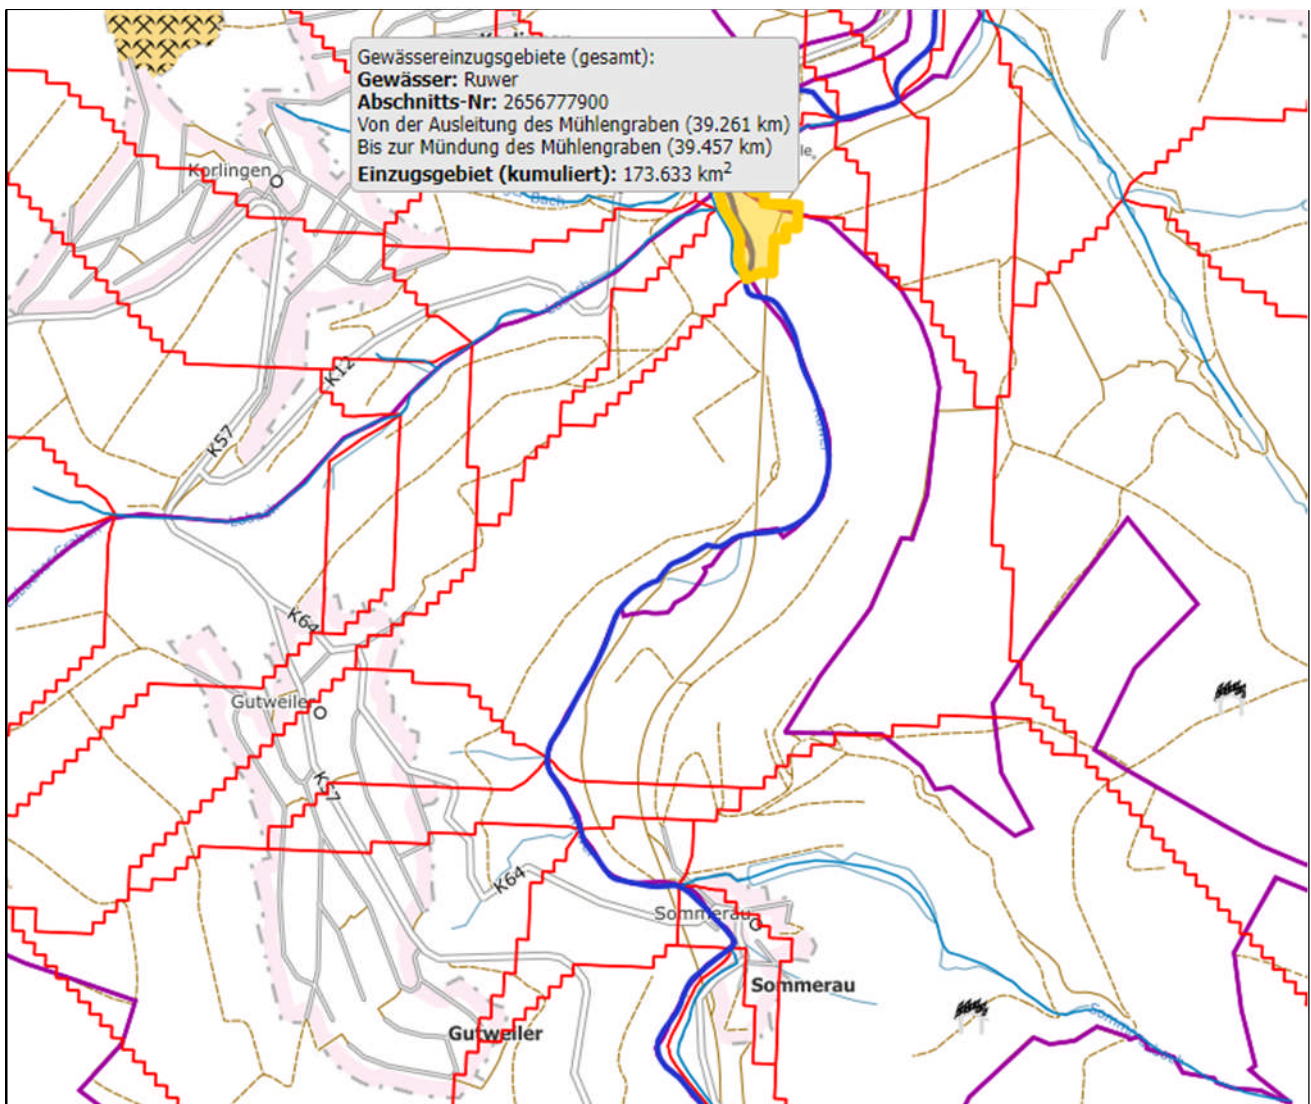 Gewässereinzugsgebiete (gesamt):
Gewässer: Ruwer
Abschnitts-Nr: 2656777900
Von der Ausleitung des Mühlengraben (39.261 km)
Bis zur Mündung des Mühlengraben (39.457 km)
Einzugsgebiet (kumuliert): 173.633 km²
Korlingen
Bach
K12
K57
K64
Gutweiler
K57
K64
Sommerau
Sommerau
Gutweiler